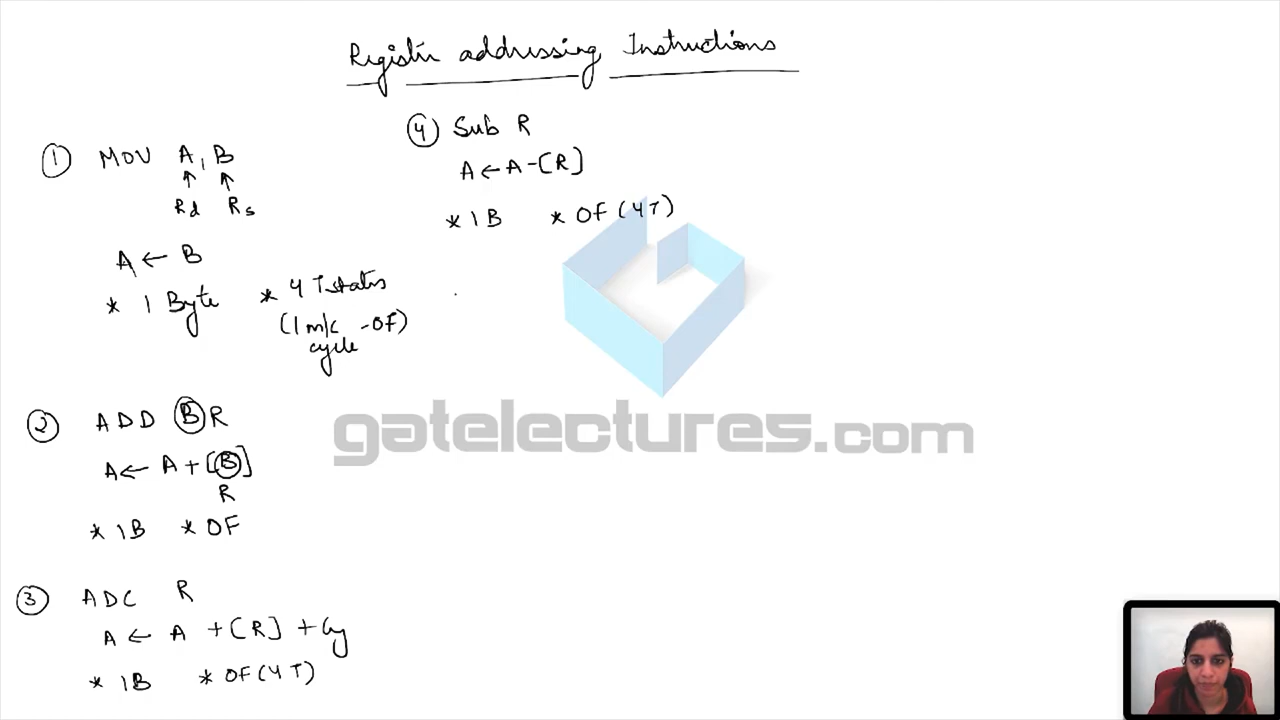 Register addressing Instructions
① MOV A, B
↑ ↑
Rd Rs
A ← B
* 1 Byte * 4 T states
(1 m/c - OF)
cycle
② ADD B R
A ← A + [B]
R
* 1B * OF
③ ADC R
A ← A + [R] + Cy
* 1B * OF (4T)
④ Sub R
A ← A - [R]
* 1B * OF (4T)
gatelectures.com